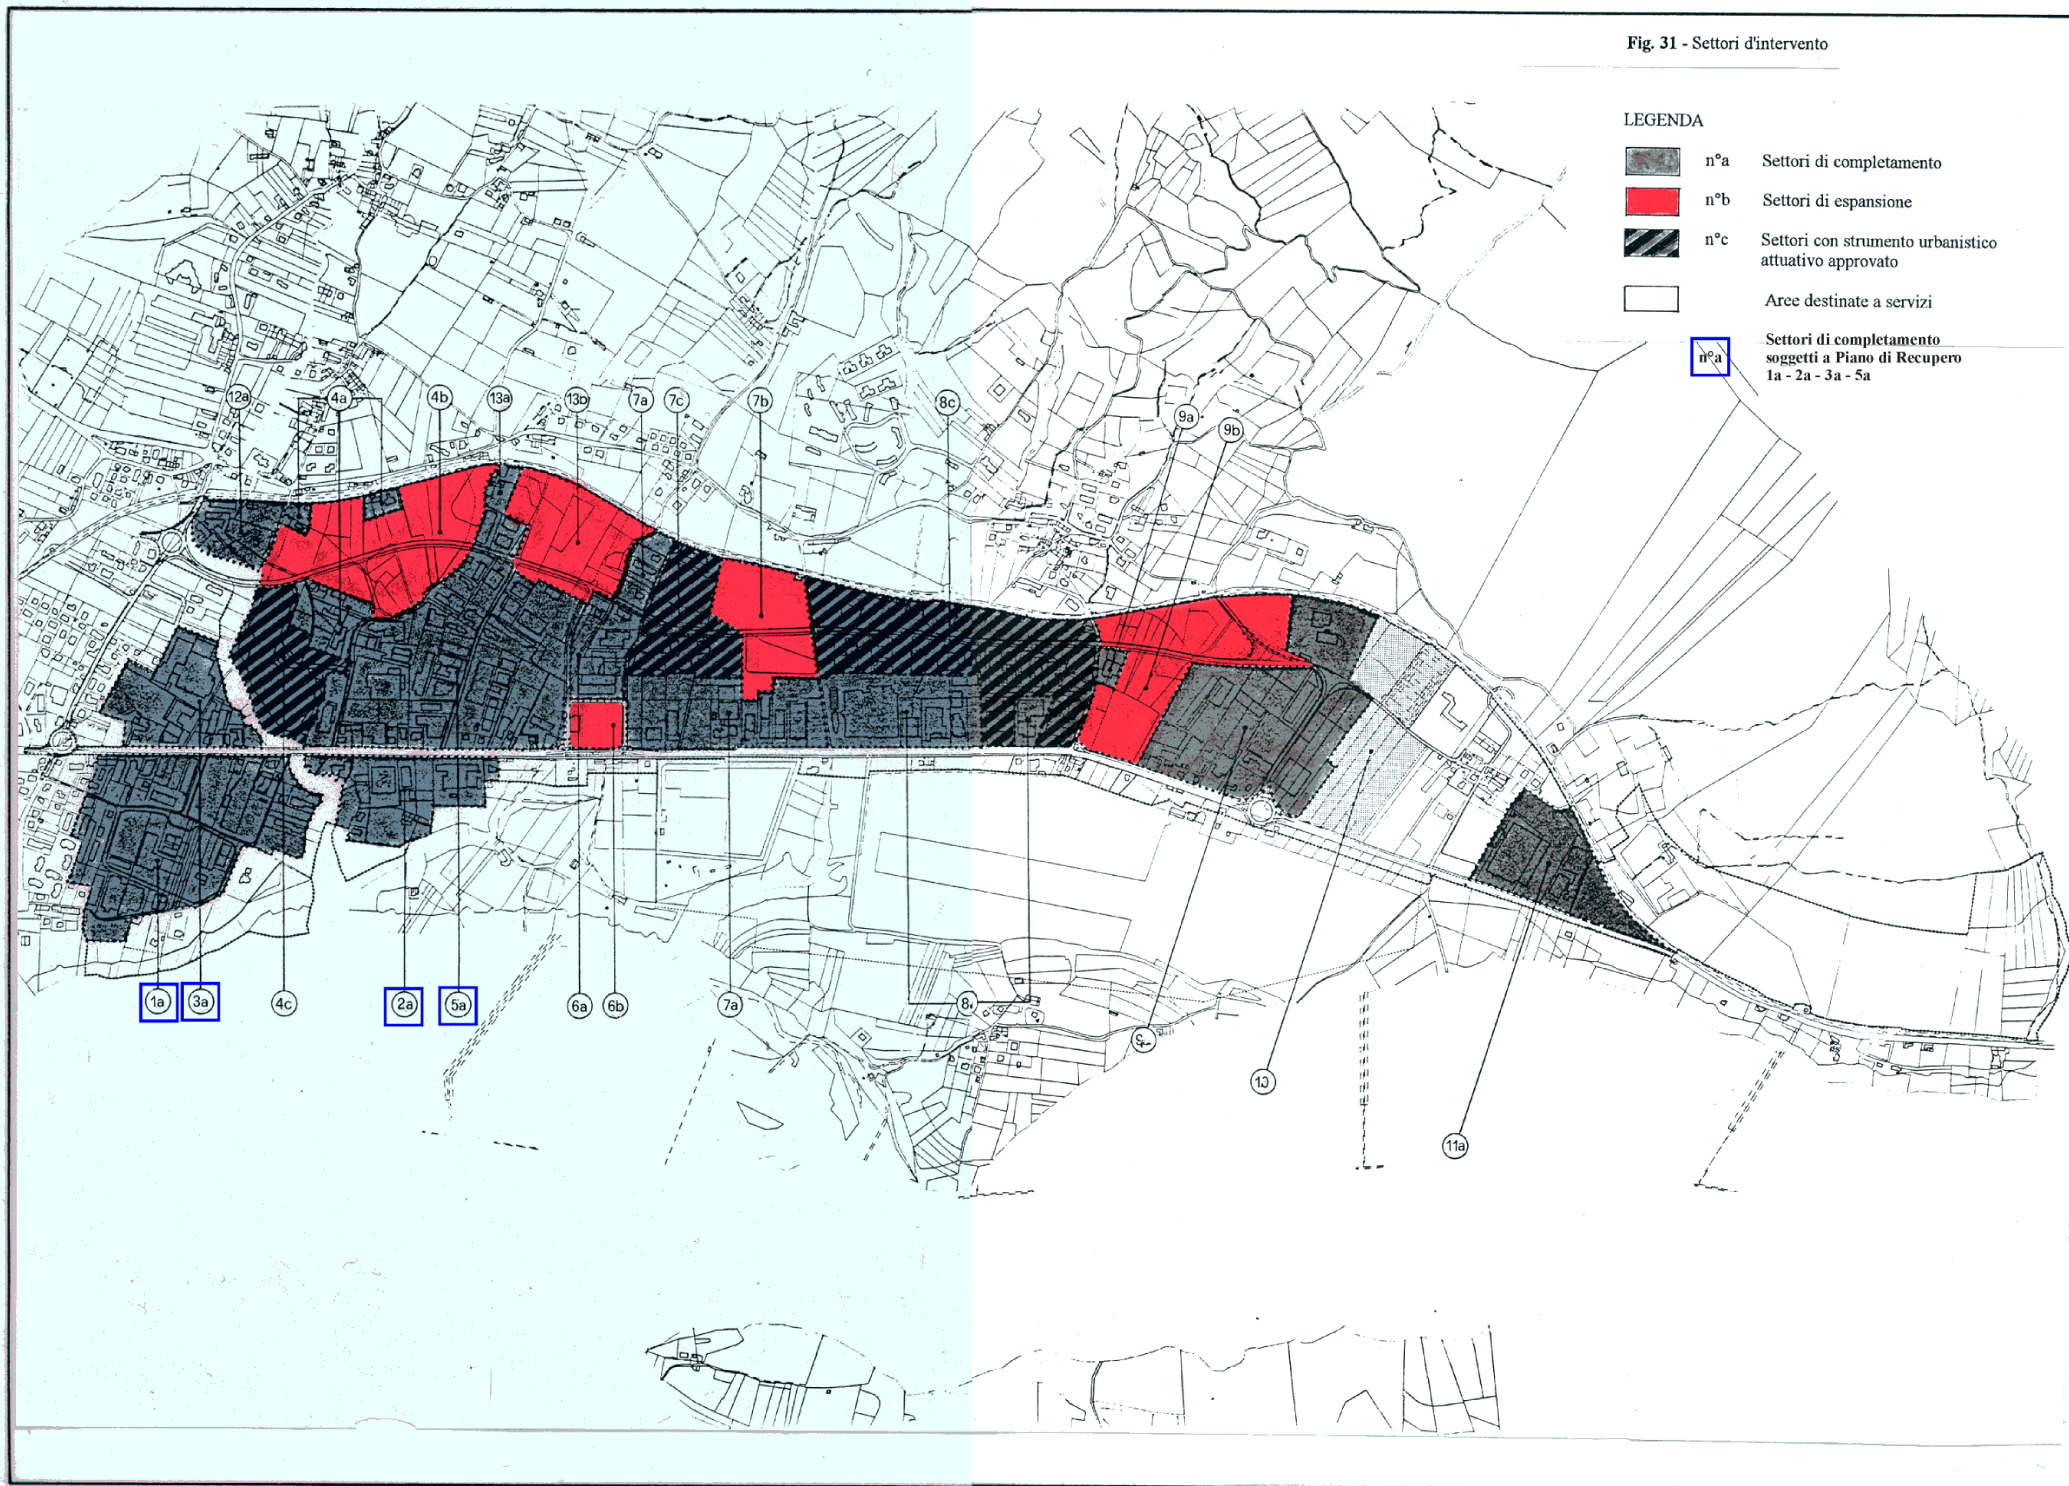 Fig. 31 - Settori d'intervento
LEGENDA
n°a Settori di completamento
n°b Settori di espansione
n°c Settori con strumento urbanistico
attuativo approvato
Aree destinate a servizi
n°a Settori di completamento
soggetti a Piano di Recupero
1a - 2a - 3a - 5a
12a 4a 4b 13a 13b 7a 7c 7b 8c
9a 9b
1a 3a 4c 2a 5a 6a 6b 7a
10
11a